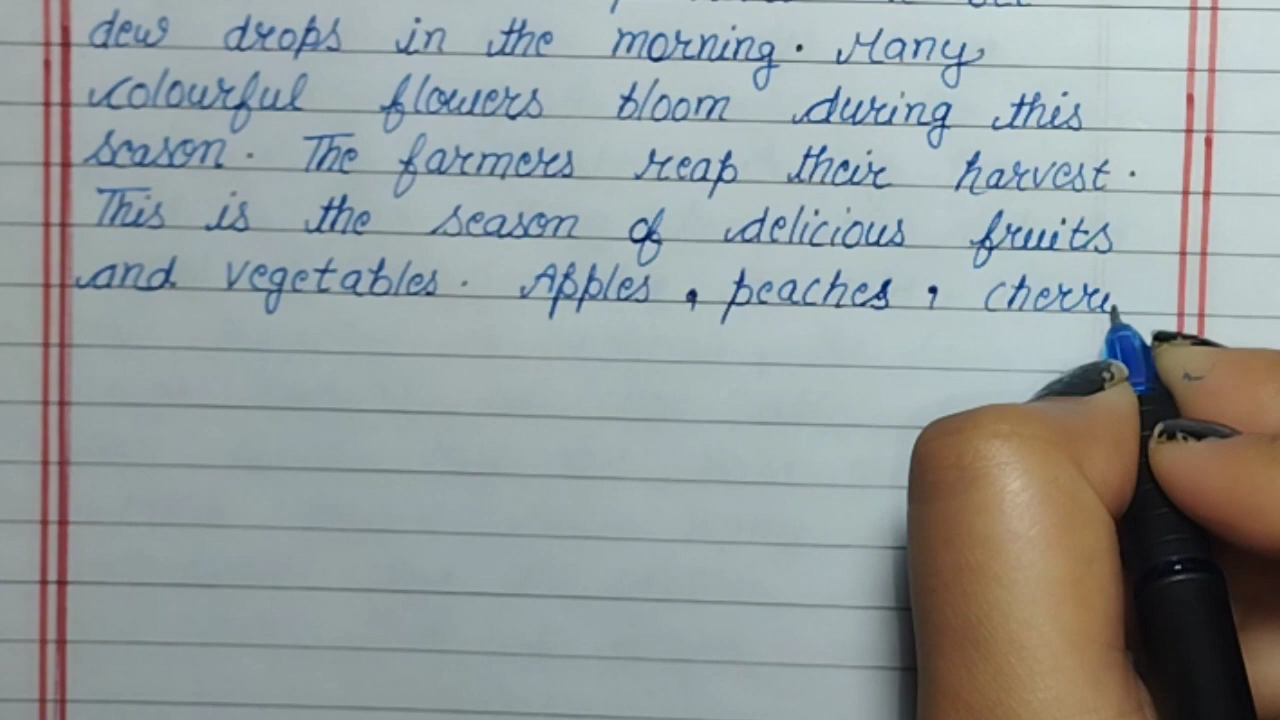 dew drops in the morning. Many
colourful flowers bloom during this
season. The farmers reap their harvest.
This is the season of delicious fruits
and vegetables. Apples, peaches, cherre